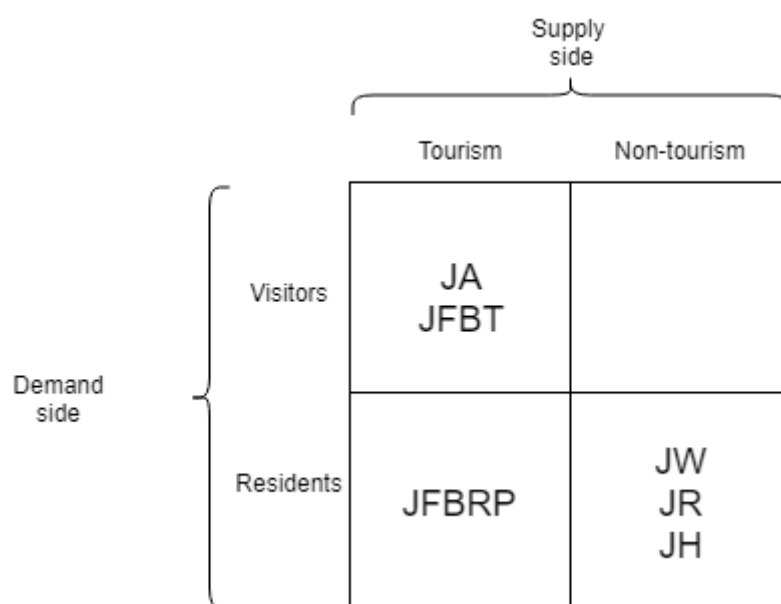 Supply
side
Tourism
Non-tourism
Visitors
JA
JFBT
Demand
side
Residents
JFBRP
JW
JR
JH